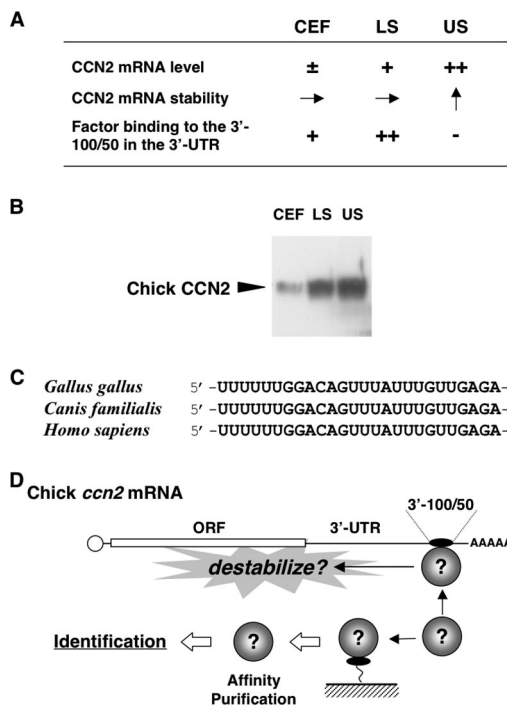 A
CEF LS US
CCN2 mRNA level ± + ++
CCN2 mRNA stability → → ↑
Factor binding to the 3'-
100/50 in the 3'-UTR + ++ -
B
CEF LS US
Chick CCN2
C
Gallus gallus 5' -UUUUUUGGACAGUUUAUUUGUUGAGA-
Canis familialis 5' -UUUUUUGGACAGUUUAUUUGUUGAGA-
Homo sapiens 5' -UUUUUUGGACAGUUUAUUUGUUGAGA-
D
Chick ccn2 mRNA
3'-100/50
ORF 3'-UTR AAAAA
destabilize? ?
Identification ? ? ?
Affinity
Purification